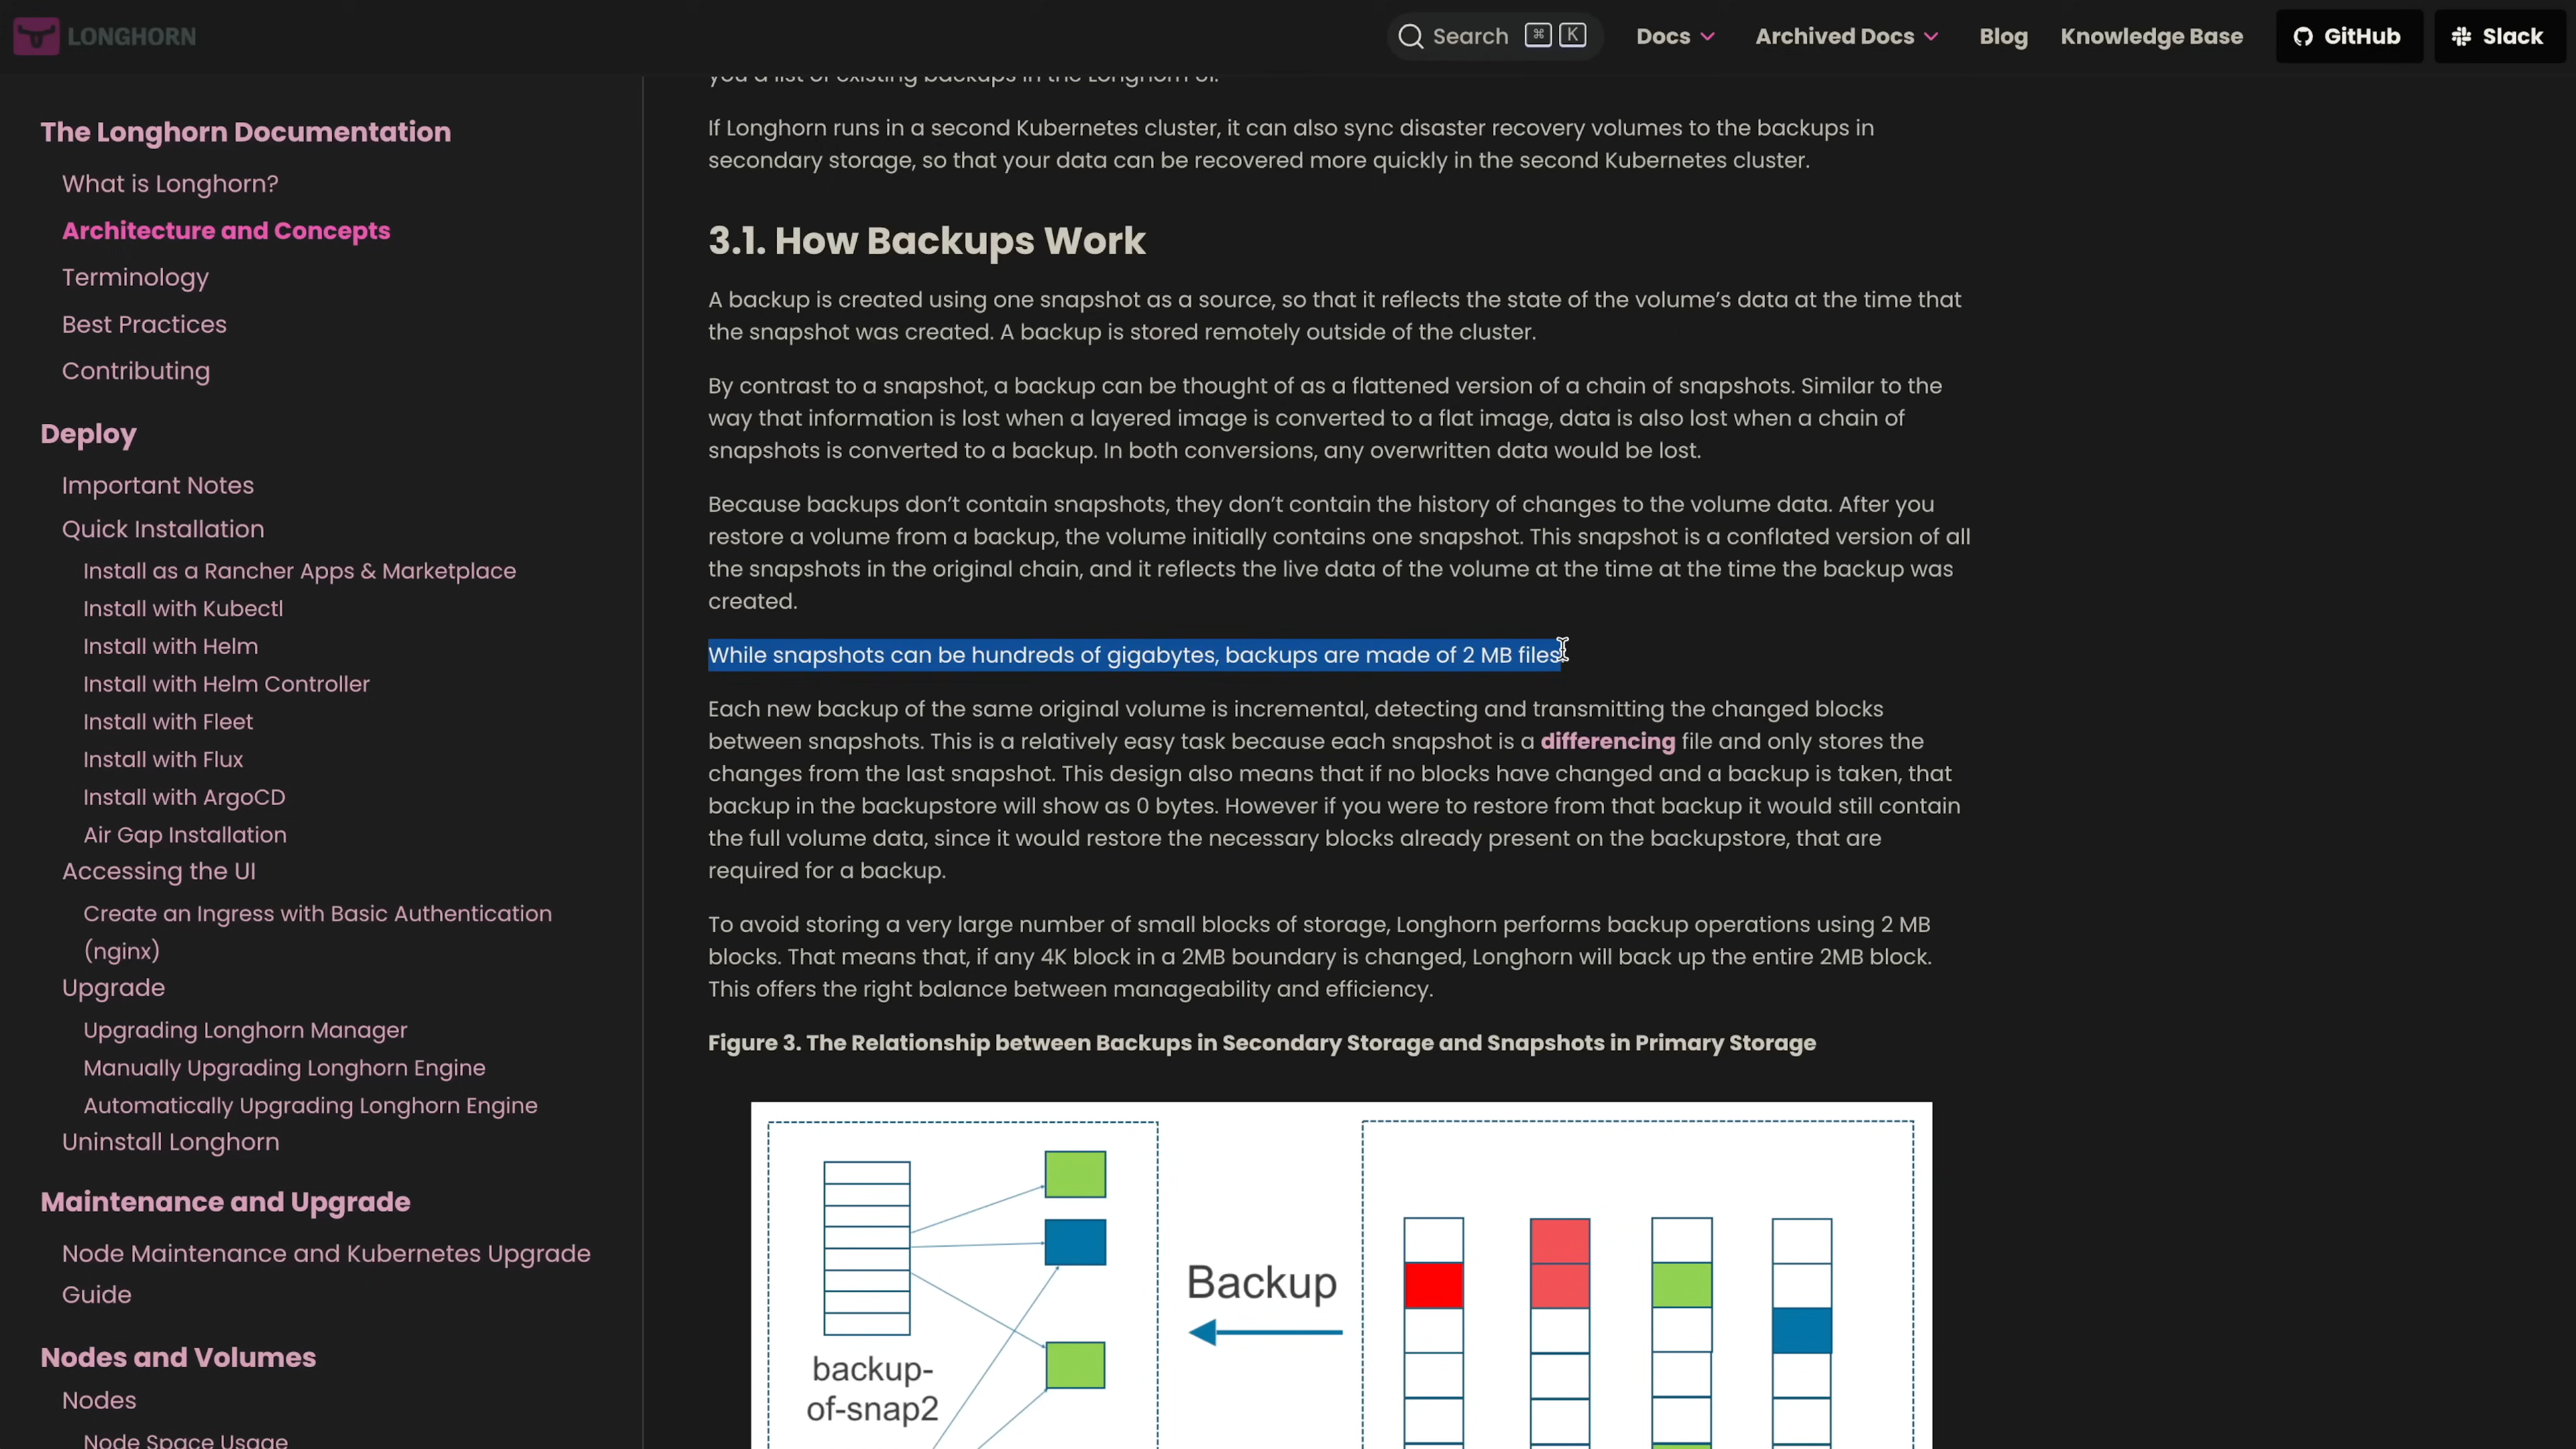 LONGHORN
Search ⌘ K
Docs
Archived Docs
Blog
Knowledge Base
GitHub
Slack
The Longhorn Documentation
What is Longhorn?
Architecture and Concepts
Terminology
Best Practices
Contributing
Deploy
Important Notes
Quick Installation
Install as a Rancher Apps & Marketplace
Install with Kubectl
Install with Helm
Install with Helm Controller
Install with Fleet
Install with Flux
Install with ArgoCD
Air Gap Installation
Accessing the UI
Create an Ingress with Basic Authentication
(nginx)
Upgrade
Upgrading Longhorn Manager
Manually Upgrading Longhorn Engine
Automatically Upgrading Longhorn Engine
Uninstall Longhorn
Maintenance and Upgrade
Node Maintenance and Kubernetes Upgrade
Guide
Nodes and Volumes
Nodes
Node Space Usage
you a list of existing backups in the Longhorn UI.
If Longhorn runs in a second Kubernetes cluster, it can also sync disaster recovery volumes to the backups in
secondary storage, so that your data can be recovered more quickly in the second Kubernetes cluster.
3.1. How Backups Work
A backup is created using one snapshot as a source, so that it reflects the state of the volume's data at the time that
the snapshot was created. A backup is stored remotely outside of the cluster.
By contrast to a snapshot, a backup can be thought of as a flattened version of a chain of snapshots. Similar to the
way that information is lost when a layered image is converted to a flat image, data is also lost when a chain of
snapshots is converted to a backup. In both conversions, any overwritten data would be lost.
Because backups don't contain snapshots, they don't contain the history of changes to the volume data. After you
restore a volume from a backup, the volume initially contains one snapshot. This snapshot is a conflated version of all
the snapshots in the original chain, and it reflects the live data of the volume at the time at the time the backup was
created.
While snapshots can be hundreds of gigabytes, backups are made of 2 MB files.
Each new backup of the same original volume is incremental, detecting and transmitting the changed blocks
between snapshots. This is a relatively easy task because each snapshot is a differencing file and only stores the
changes from the last snapshot. This design also means that if no blocks have changed and a backup is taken, that
backup in the backupstore will show as 0 bytes. However if you were to restore from that backup it would still contain
the full volume data, since it would restore the necessary blocks already present on the backupstore, that are
required for a backup.
To avoid storing a very large number of small blocks of storage, Longhorn performs backup operations using 2 MB
blocks. That means that, if any 4K block in a 2MB boundary is changed, Longhorn will back up the entire 2MB block.
This offers the right balance between manageability and efficiency.
Figure 3. The Relationship between Backups in Secondary Storage and Snapshots in Primary Storage
backup-
of-snap2
Backup